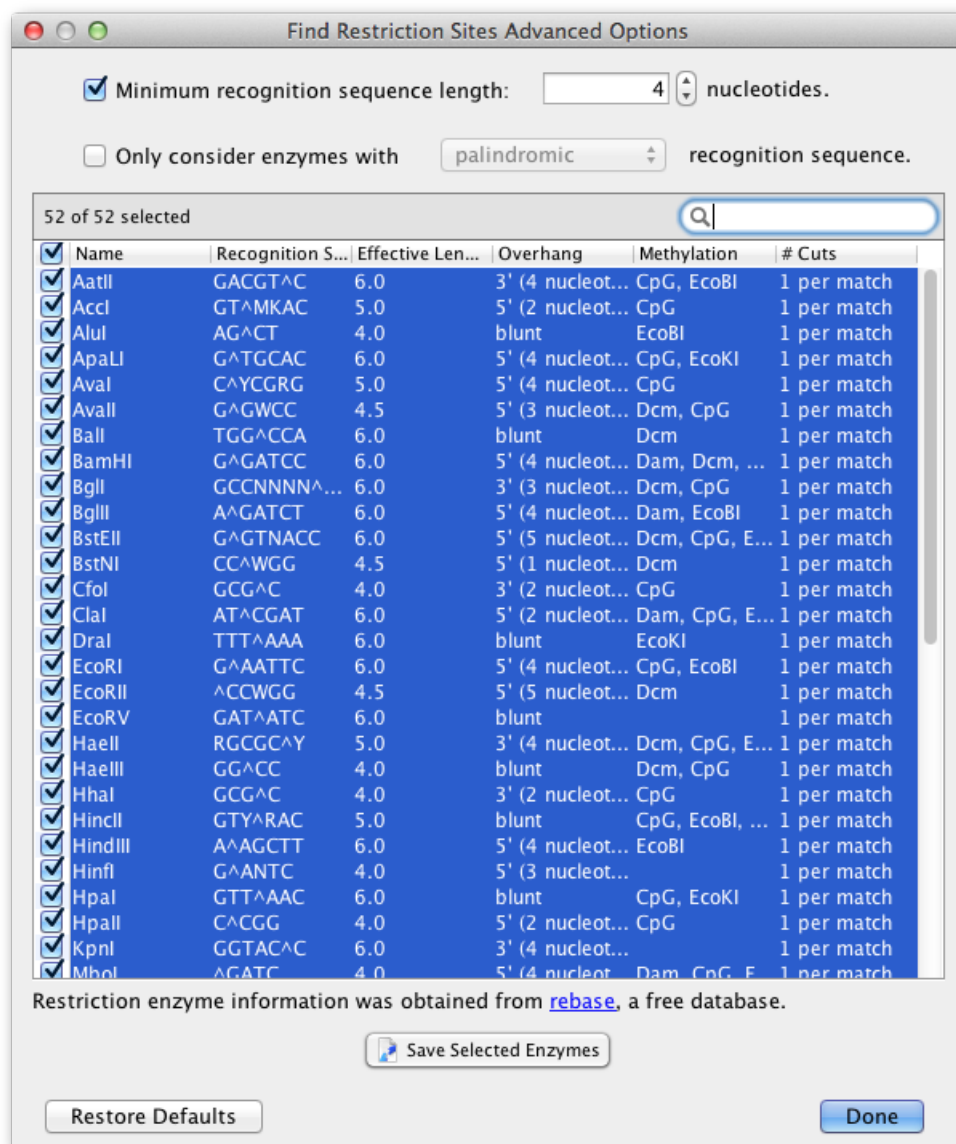 Find Restriction Sites Advanced Options
Minimum recognition sequence length: 4 nucleotides.
Only consider enzymes with palindromic recognition sequence.
52 of 52 selected
Name Recognition S... Effective Len... Overhang Methylation # Cuts
AatII GACGT^C 6.0 3' (4 nucleot... CpG, EcoBI 1 per match
AccI GT^MKAC 5.0 5' (2 nucleot... CpG 1 per match
AluI AG^CT 4.0 blunt EcoBI 1 per match
ApaLI G^TGCAC 6.0 5' (4 nucleot... CpG, EcoKI 1 per match
AvaI C^YCGRG 5.0 5' (4 nucleot... CpG 1 per match
AvaII G^GWCC 4.5 5' (3 nucleot... Dcm, CpG 1 per match
BalI TGG^CCA 6.0 blunt Dcm 1 per match
BamHI G^GATCC 6.0 5' (4 nucleot... Dam, Dcm, ... 1 per match
BglI GCCNNNN^... 6.0 3' (3 nucleot... Dcm, CpG 1 per match
BglII A^GATCT 6.0 5' (4 nucleot... Dam, EcoBI 1 per match
BstEII G^GTNACC 6.0 5' (5 nucleot... Dcm, CpG, E... 1 per match
BstNI CC^WGG 4.5 5' (1 nucleot... Dcm 1 per match
CfoI GCG^C 4.0 3' (2 nucleot... CpG 1 per match
ClaI AT^CGAT 6.0 5' (2 nucleot... Dam, CpG, E... 1 per match
DraI TTT^AAA 6.0 blunt EcoKI 1 per match
EcoRI G^AATTC 6.0 5' (4 nucleot... CpG, EcoBI 1 per match
EcoRII ^CCWGG 4.5 5' (5 nucleot... Dcm 1 per match
EcoRV GAT^ATC 6.0 blunt 1 per match
HaeII RGCGC^Y 5.0 3' (4 nucleot... Dcm, CpG, E... 1 per match
HaeIII GG^CC 4.0 blunt Dcm, CpG 1 per match
HhaI GCG^C 4.0 3' (2 nucleot... CpG 1 per match
HincII GTY^RAC 5.0 blunt CpG, EcoBI, ... 1 per match
HindIII A^AGCTT 6.0 5' (4 nucleot... EcoBI 1 per match
HinfI G^ANTC 4.0 5' (3 nucleot... 1 per match
HpaI GTT^AAC 6.0 blunt CpG, EcoKI 1 per match
HpaII C^CGG 4.0 5' (2 nucleot... CpG 1 per match
KpnI GGTAC^C 6.0 3' (4 nucleot... 1 per match
MboI ^GATC 4.0 5' (4 nucleot... Dam, CpG, E... 1 per match
Restriction enzyme information was obtained from rebase, a free database.
Save Selected Enzymes
Restore Defaults Done